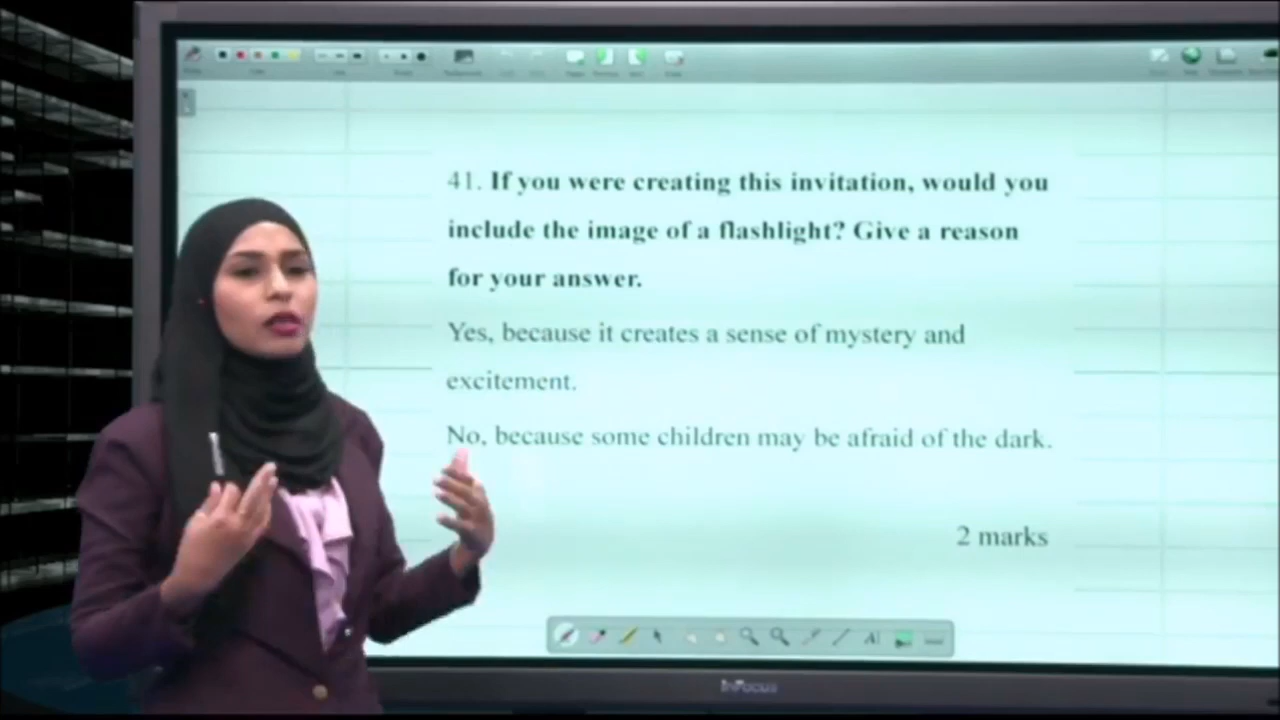 41. If you were creating this invitation, would you
include the image of a flashlight? Give a reason
for your answer.
Yes, because it creates a sense of mystery and
excitement.
No, because some children may be afraid of the dark.
2 marks
InFocus